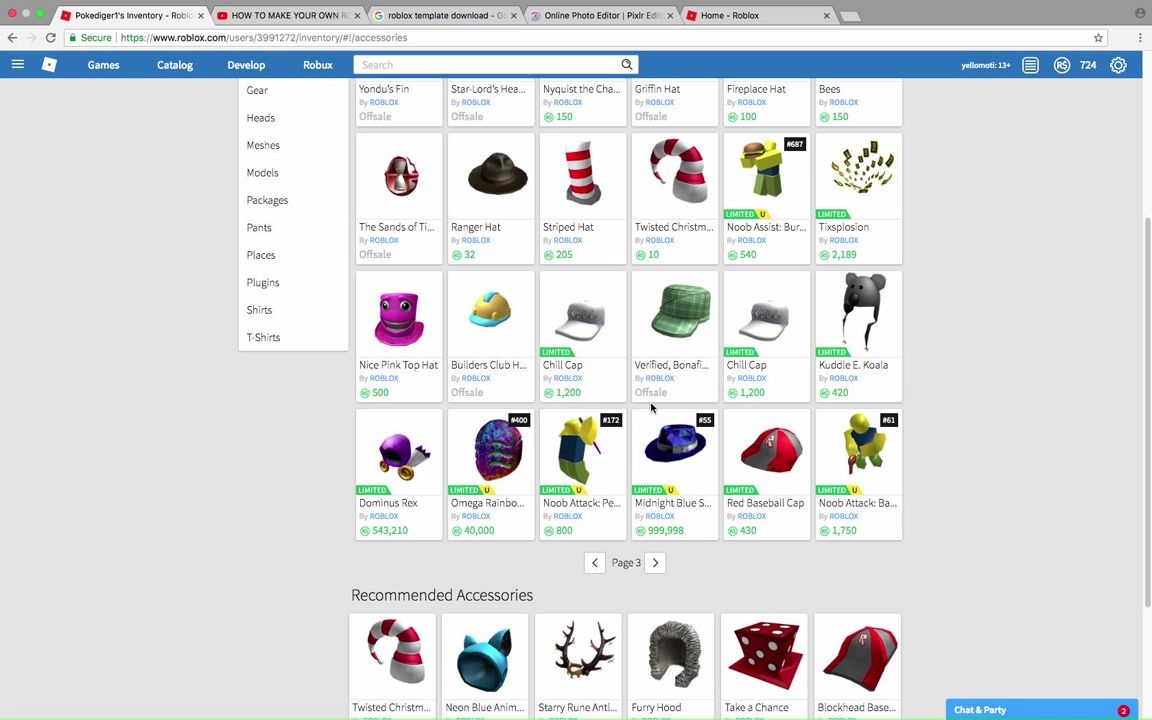 Pokediger1's Inventory - Roblo
HOW TO MAKE YOUR OWN RO
roblox template download - Go
Online Photo Editor | Pixlr Edit
Home - Roblox
Secure
https://www.roblox.com/users/3991272/inventory/#!/accessories
Games
Catalog
Develop
Robux
Search
yellomoti: 13+
R$
724
Gear
Heads
Meshes
Models
Packages
Pants
Places
Plugins
Shirts
T-Shirts
Yondu's Fin
Star-Lord's Hea...
Nyquist the Cha...
Griffin Hat
Fireplace Hat
Bees
By ROBLOX
By ROBLOX
By ROBLOX
By ROBLOX
By ROBLOX
By ROBLOX
Offsale
Offsale
150
Offsale
100
150
#687
LIMITED U
LIMITED
The Sands of Ti...
Ranger Hat
Striped Hat
Twisted Christm...
Noob Assist: Bur...
Tixsplosion
By ROBLOX
By ROBLOX
By ROBLOX
By ROBLOX
By ROBLOX
By ROBLOX
Offsale
32
205
10
540
2,189
LIMITED
LIMITED
LIMITED
Nice Pink Top Hat
Builders Club H...
Chill Cap
Verified, Bonafi...
Chill Cap
Kuddle E. Koala
By ROBLOX
By ROBLOX
By ROBLOX
By ROBLOX
By ROBLOX
By ROBLOX
500
Offsale
1,200
Offsale
1,200
420
#400
#172
#55
#61
LIMITED
LIMITED U
LIMITED U
LIMITED U
LIMITED
LIMITED U
Dominus Rex
Omega Rainbo...
Noob Attack: Pe...
Midnight Blue S...
Red Baseball Cap
Noob Attack: Ba...
By ROBLOX
By ROBLOX
By ROBLOX
By ROBLOX
By ROBLOX
By ROBLOX
543,210
40,000
800
999,998
430
1,750
Page 3
Recommended Accessories
Twisted Christm...
Neon Blue Anim...
Starry Rune Antl...
Furry Hood
Take a Chance
Blockhead Base...
Chat & Party
2